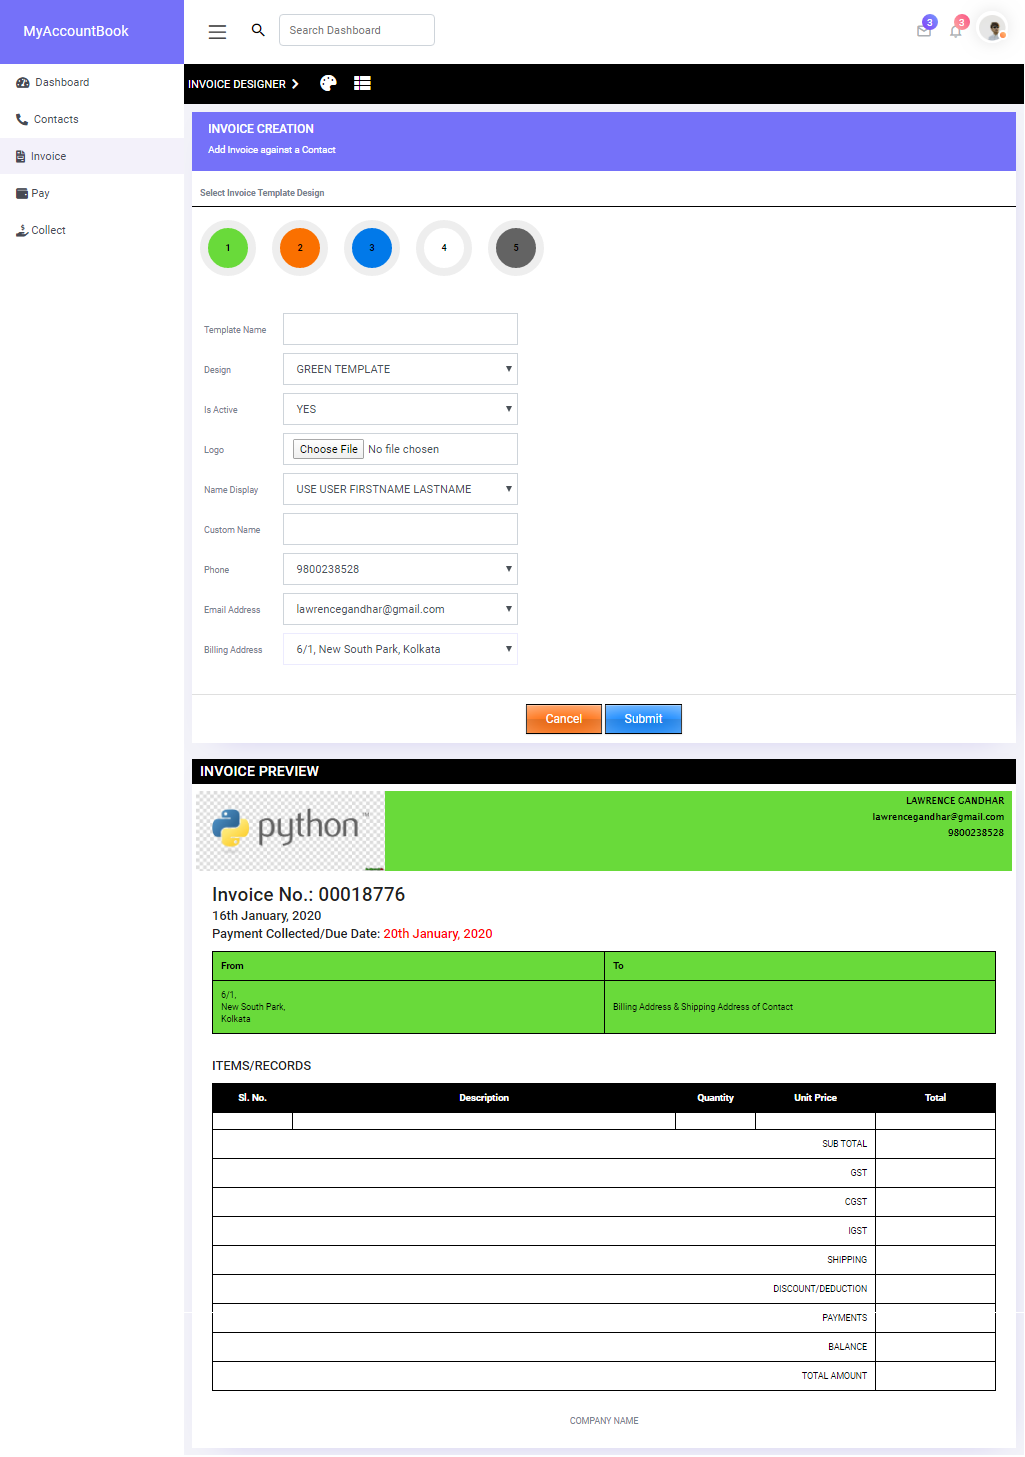 MyAccountBook
Search Dashboard
3
3
Dashboard
Contacts
Invoice
Pay
Collect
INVOICE DESIGNER
INVOICE CREATION
Add Invoice against a Contact
Select Invoice Template Design
1 2 3 4 5
Template Name
Design GREEN TEMPLATE
Is Active YES
Logo Choose File No file chosen
Name Display USE USER FIRSTNAME LASTNAME
Custom Name
Phone 9800238528
Email Address lawrencegandhar@gmail.com
Billing Address 6/1, New South Park, Kolkata
Cancel Submit
INVOICE PREVIEW
python™
LAWRENCE GANDHAR
lawrencegandhar@gmail.com
9800238528
Invoice No.: 00018776
16th January, 2020
Payment Collected/Due Date: 20th January, 2020
From To
6/1,
New South Park,
Kolkata
Billing Address & Shipping Address of Contact
ITEMS/RECORDS
Sl. No. Description Quantity Unit Price Total
SUB TOTAL
GST
CGST
IGST
SHIPPING
DISCOUNT/DEDUCTION
PAYMENTS
BALANCE
TOTAL AMOUNT
COMPANY NAME